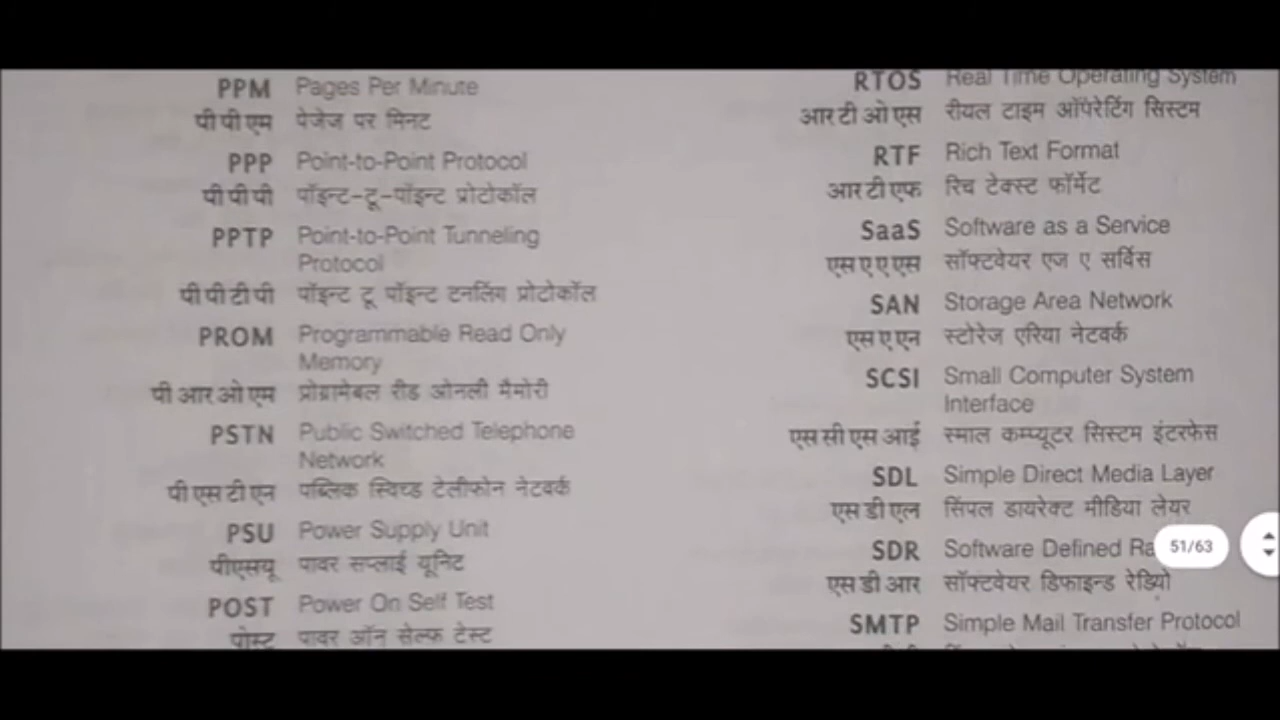 PPM Pages Per Minute
पी पी एम पेजेज पर मिनट
PPP Point-to-Point Protocol
पी पी पी पॉइन्ट-टू-पॉइन्ट प्रोटोकॉल
PPTP Point-to-Point Tunneling
Protocol
पी पी टी पी पॉइन्ट टू पॉइन्ट टनलिंग प्रोटोकॉल
PROM Programmable Read Only
Memory
पी आर ओ एम प्रोग्रामेबल रीड ओनली मैमोरी
PSTN Public Switched Telephone
Network
पी एस टी एन पब्लिक स्विच्ड टेलीफोन नेटवर्क
PSU Power Supply Unit
पीएसयू पावर सप्लाई यूनिट
POST Power On Self Test
पोस्ट पावर ऑन सेल्फ टेस्ट
RTOS Real Time Operating System
आर टी ओ एस रीयल टाइम ऑपरेटिंग सिस्टम
RTF Rich Text Format
आर टी एफ रिच टेक्स्ट फॉर्मेट
SaaS Software as a Service
एस ए ए एस सॉफ्टवेयर एज ए सर्विस
SAN Storage Area Network
एस ए एन स्टोरेज एरिया नेटवर्क
SCSI Small Computer System
Interface
एस सी एस आई स्माल कम्प्यूटर सिस्टम इंटरफेस
SDL Simple Direct Media Layer
एस डी एल सिंपल डायरेक्ट मीडिया लेयर
SDR Software Defined Ra
51/63
एस डी आर सॉफ्टवेयर डिफाइन्ड रेडियो
SMTP Simple Mail Transfer Protocol